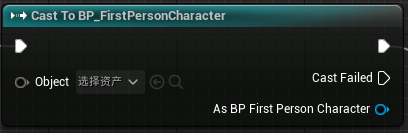 Cast To BP_FirstPersonCharacter
Object 选择资产
Cast Failed
As BP First Person Character